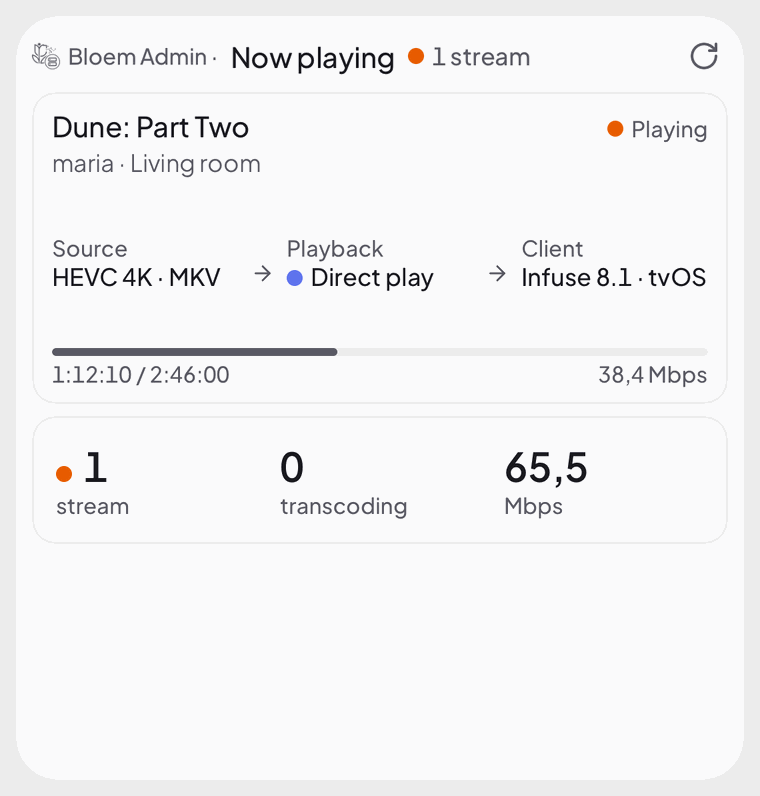 Bloem Admin · Now playing 1 stream
Dune: Part Two
Playing
maria · Living room
Source
HEVC 4K · MKV
→
Playback
Direct play
→
Client
Infuse 8.1 · tvOS
1:12:10 / 2:46:00
38,4 Mbps
1
stream
0
transcoding
65,5
Mbps